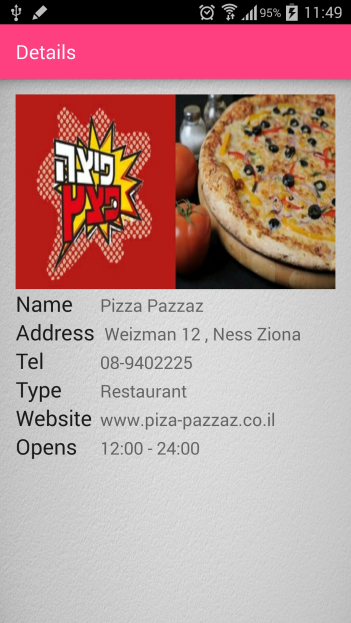 95% 11:49
Details
פיצה
פצץ
Name Pizza Pazzaz
Address Weizman 12 , Ness Ziona
Tel 08-9402225
Type Restaurant
Website www.piza-pazzaz.co.il
Opens 12:00 - 24:00